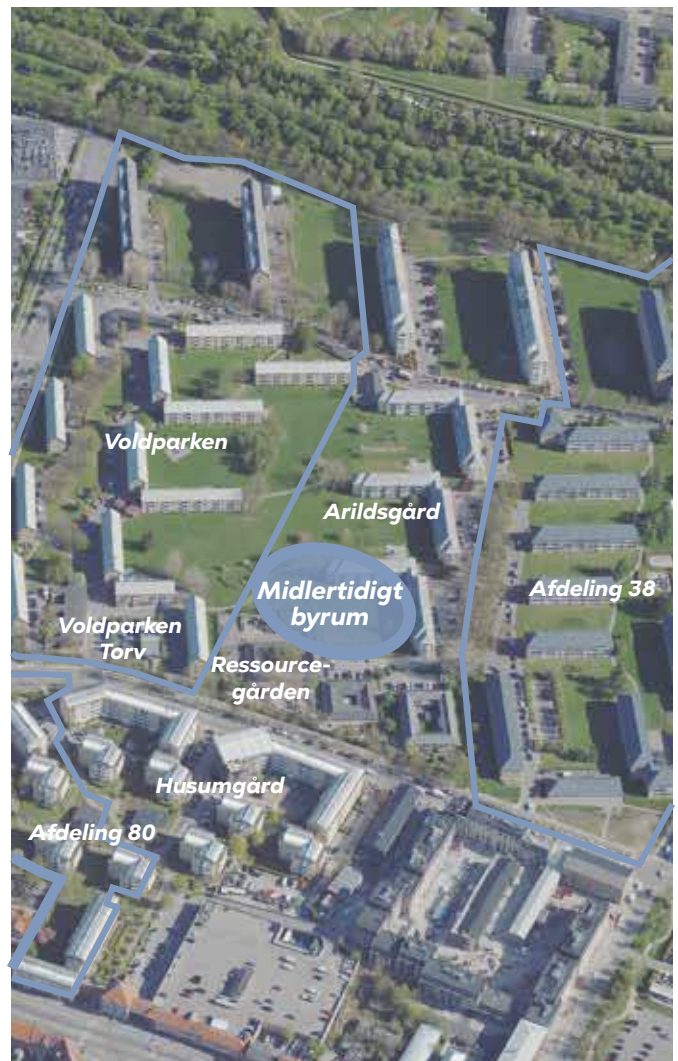 Voldparken
Arildsgård
Midlertidigt
byrum
Afdeling 38
Voldparken
Torv
Ressource-
gården
Husumgård
Afdeling 80